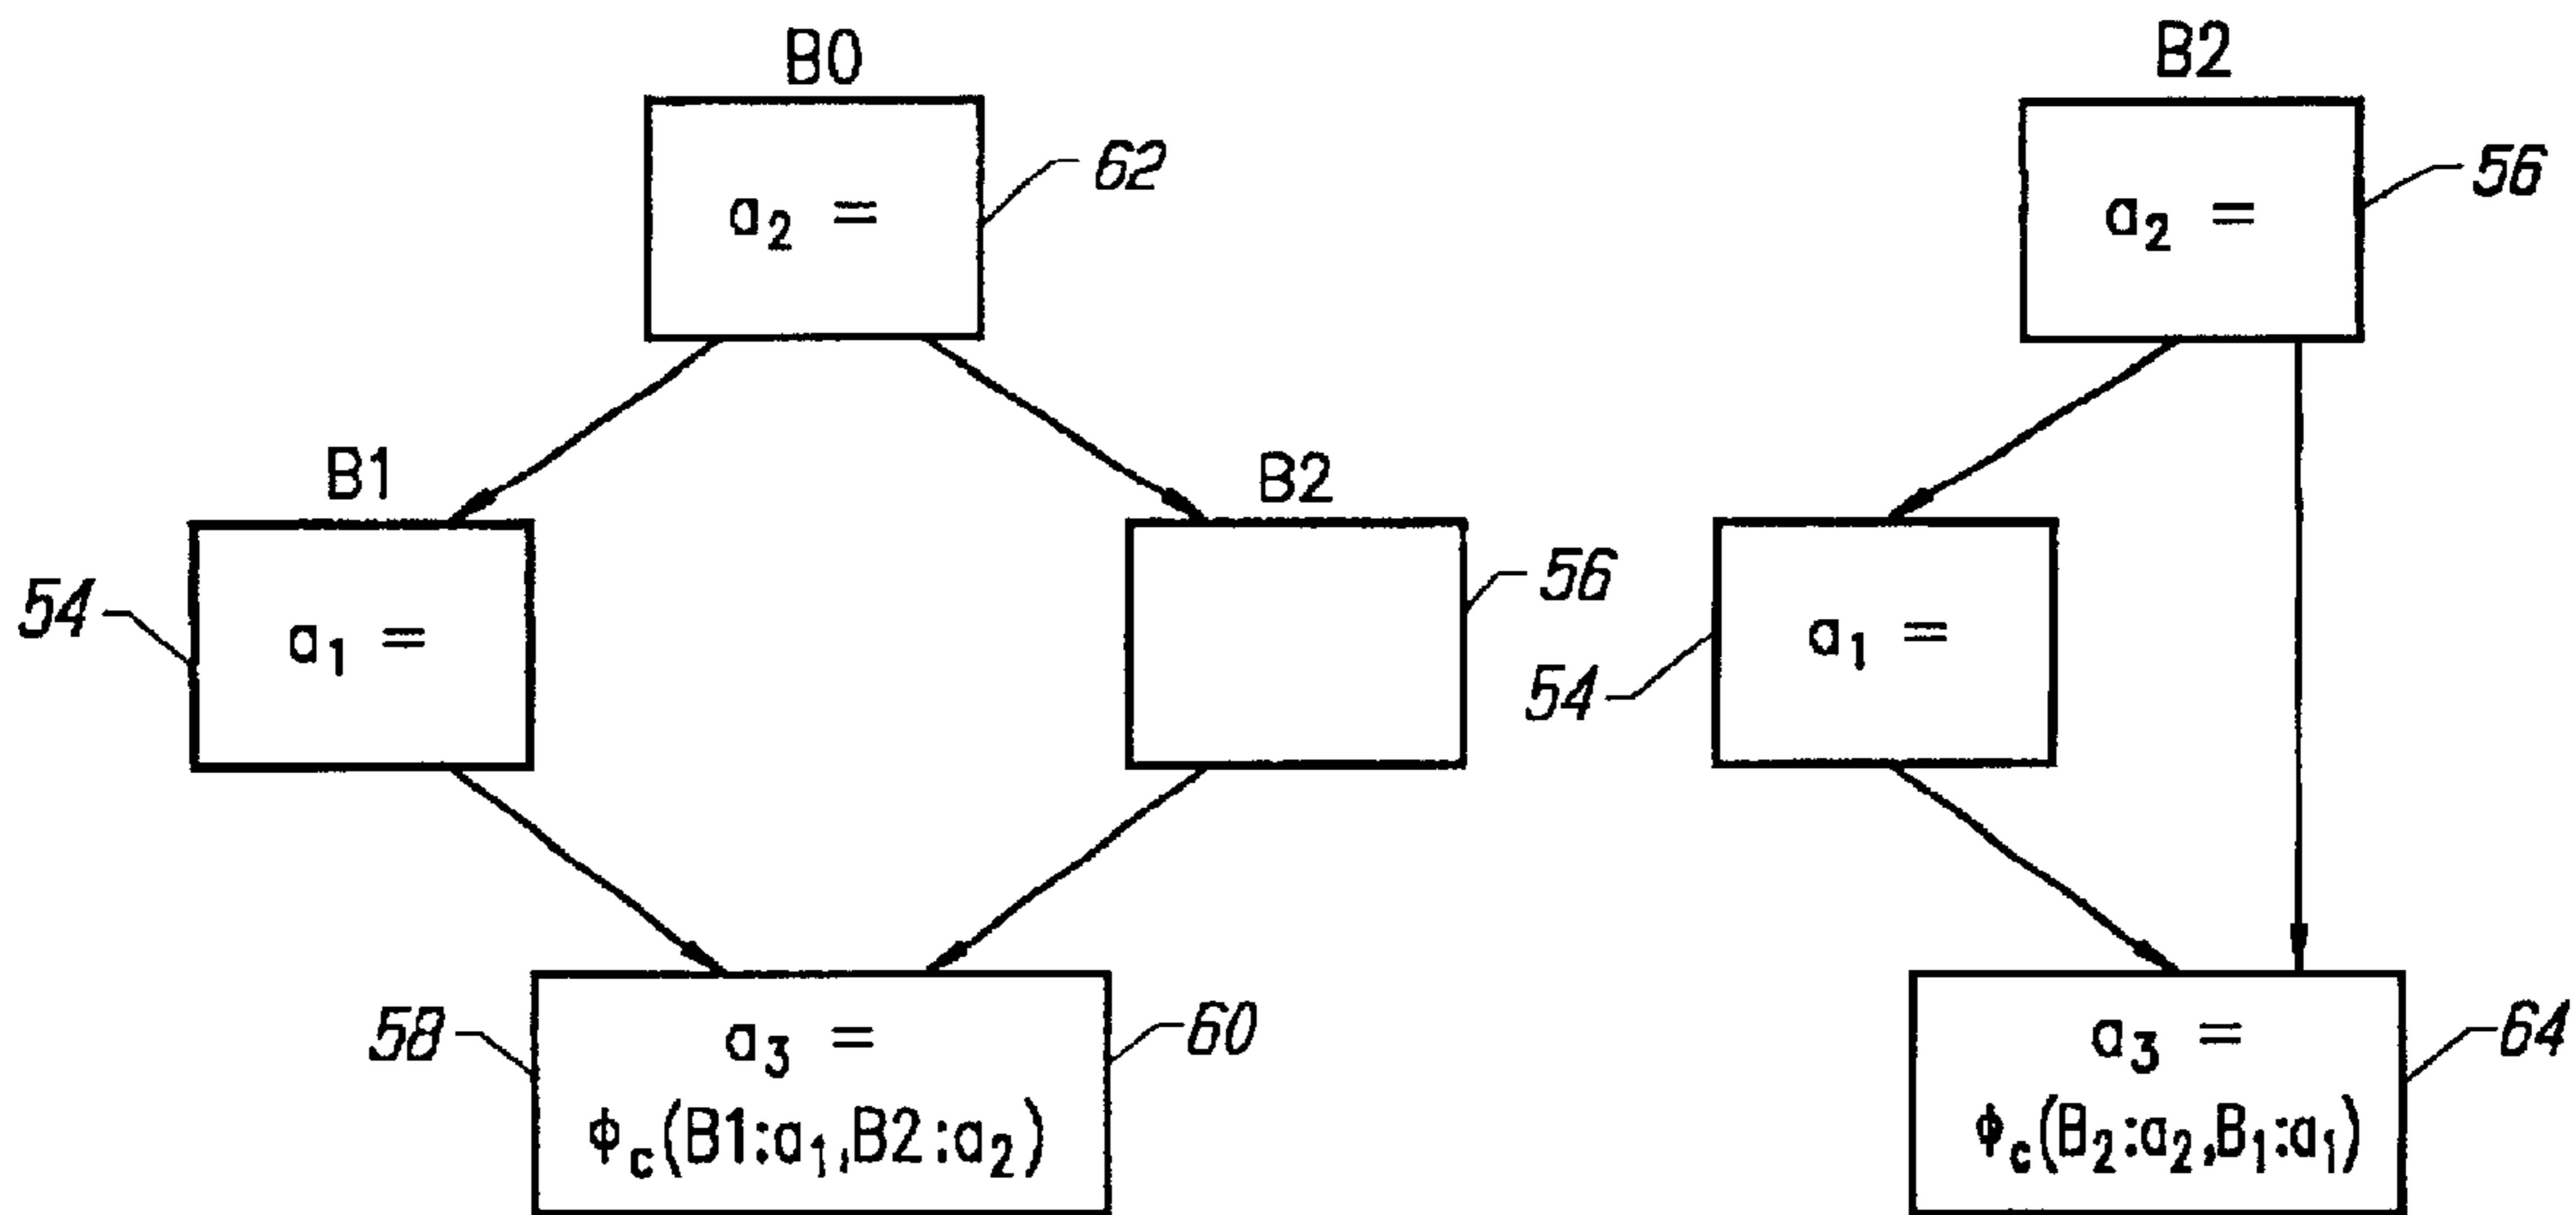 B0
a₂ =
62
B1
54
a₁ =
B2
56
58
a₃ =
ϕc(B1:a₁,B2:a₂)
60
B2
a₂ =
56
54
a₁ =
a₃ =
ϕc(B₂:a₂,B₁:a₁)
64